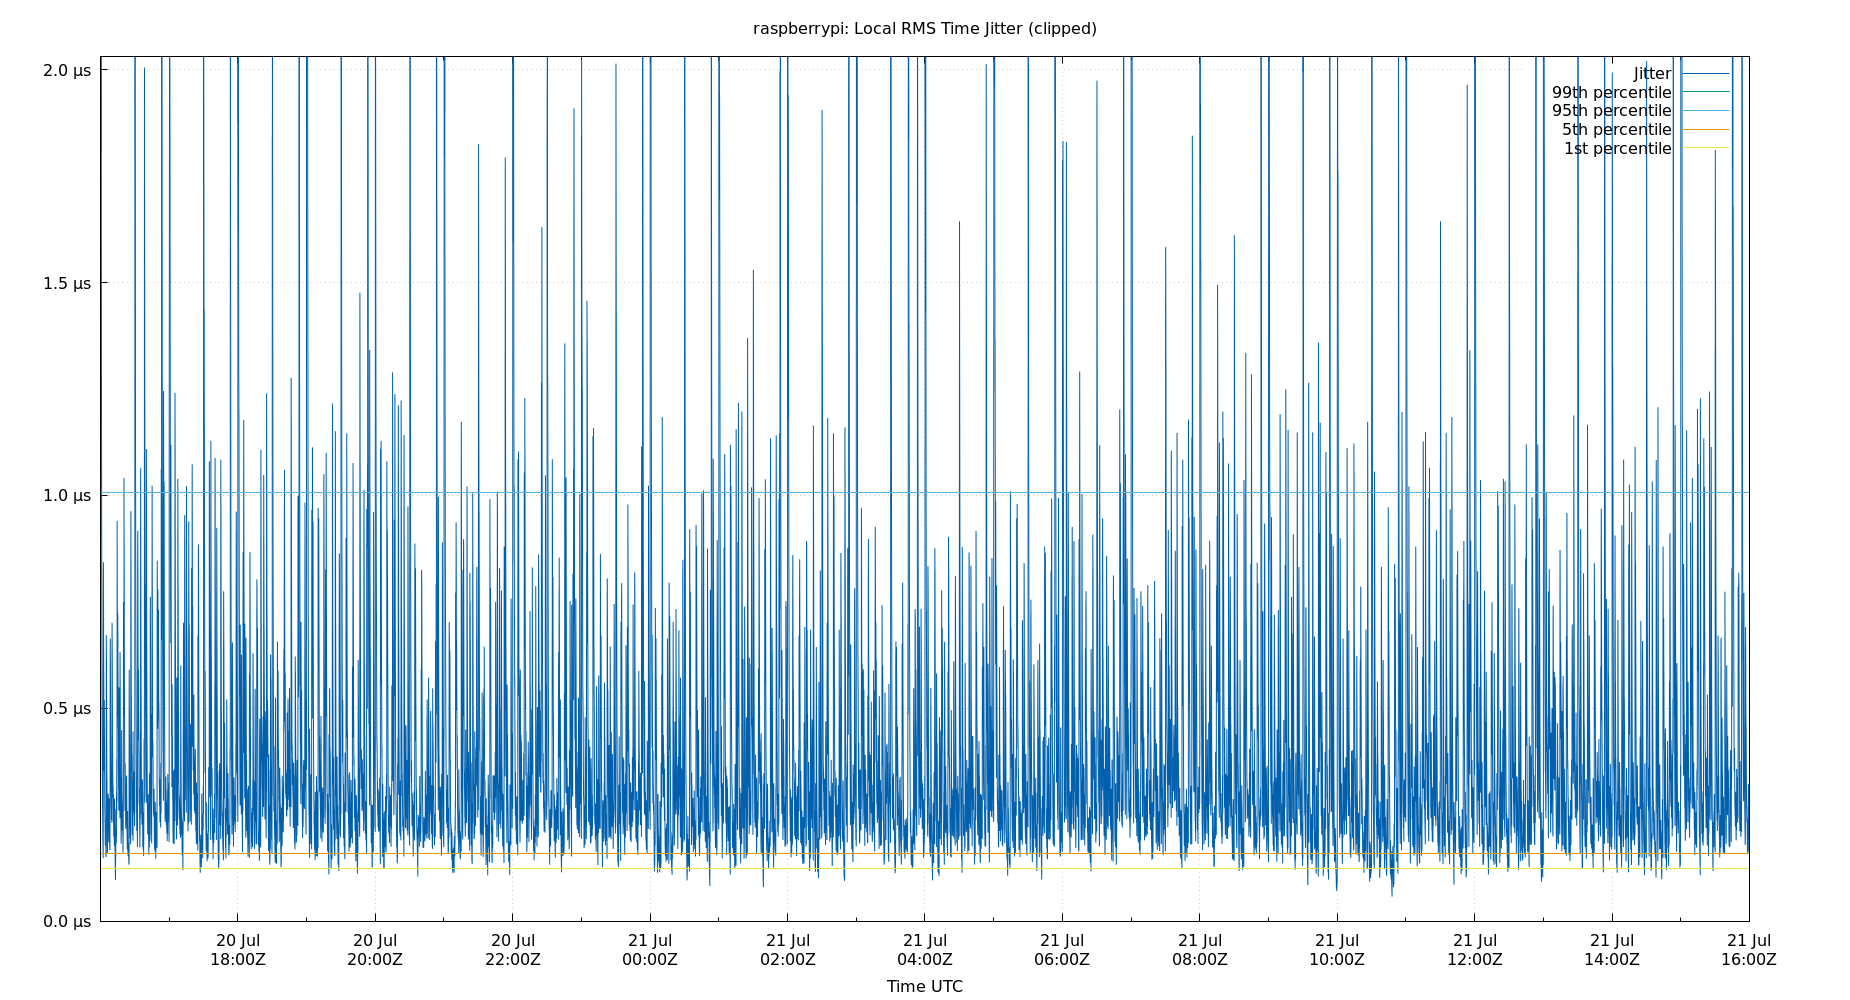 raspberrypi: Local RMS Time Jitter (clipped)
2.0 µs
1.5 µs
1.0 µs
0.5 µs
0.0 µs
Jitter
99th percentile
95th percentile
5th percentile
1st percentile
20 Jul 20 Jul 20 Jul 21 Jul 21 Jul 21 Jul 21 Jul 21 Jul 21 Jul 21 Jul 21 Jul 21 Jul
18:00Z 20:00Z 22:00Z 00:00Z 02:00Z 04:00Z 06:00Z 08:00Z 10:00Z 12:00Z 14:00Z 16:00Z
Time UTC